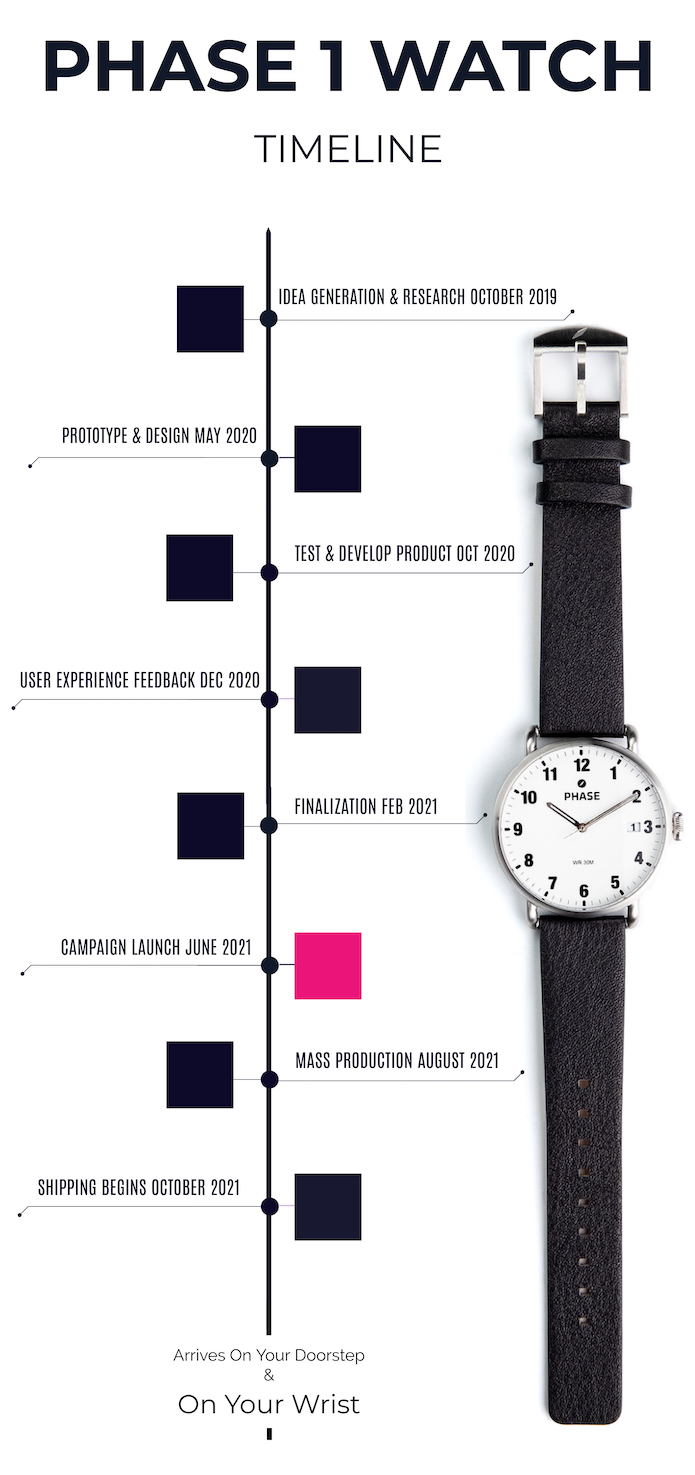 PHASE 1 WATCH
TIMELINE
IDEA GENERATION & RESEARCH OCTOBER 2019
PROTOTYPE & DESIGN MAY 2020
TEST & DEVELOP PRODUCT OCT 2020
USER EXPERIENCE FEEDBACK DEC 2020
FINALIZATION FEB 2021
CAMPAIGN LAUNCH JUNE 2021
MASS PRODUCTION AUGUST 2021
SHIPPING BEGINS OCTOBER 2021
Arrives On Your Doorstep
&
On Your Wrist
12
11 1
PHASE
10 2
9 1 3
8 WR 30M 4
7 5
6